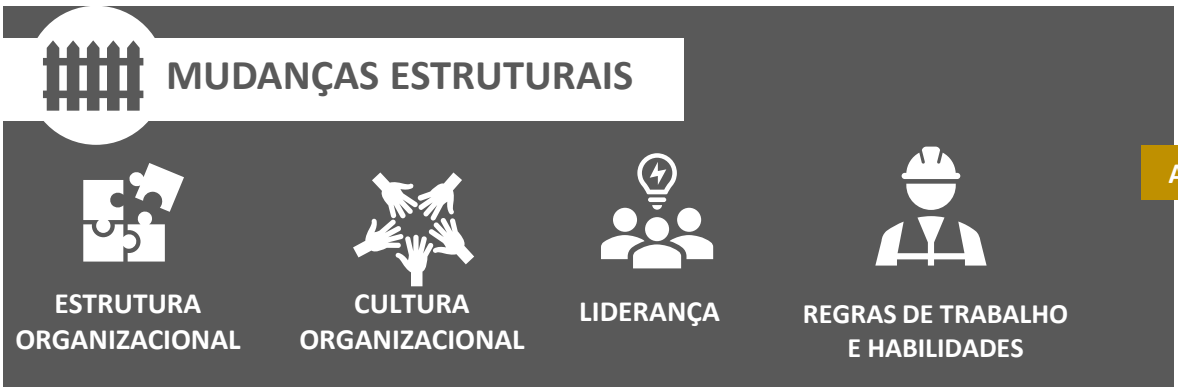 MUDANÇAS ESTRUTURAIS
A
ESTRUTURA
ORGANIZACIONAL
CULTURA
ORGANIZACIONAL
LIDERANÇA
REGRAS DE TRABALHO
E HABILIDADES